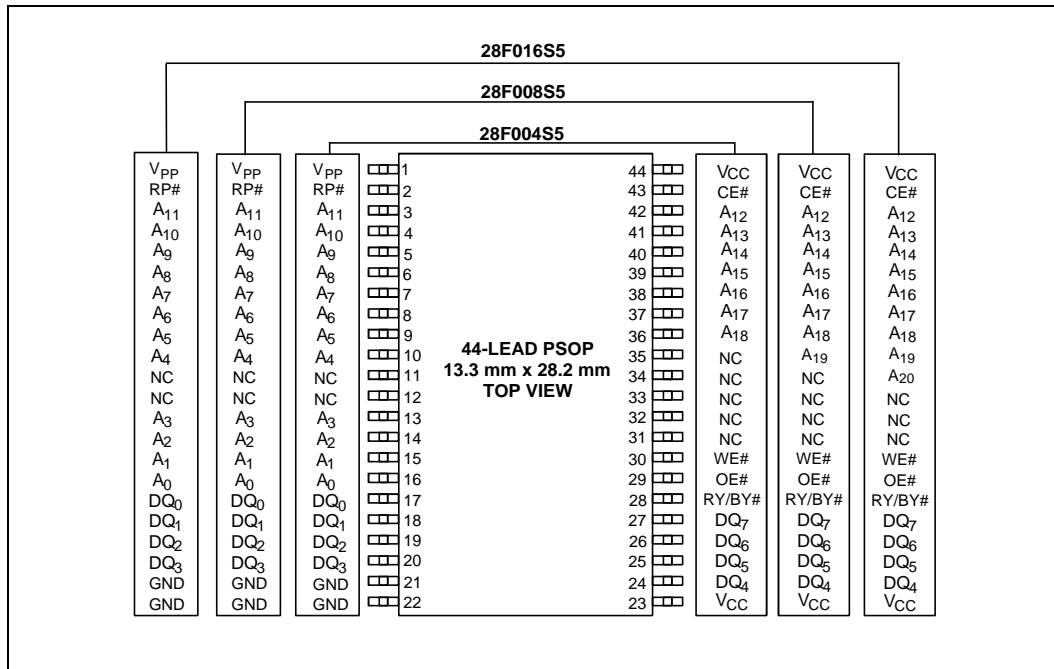 28F016S5
28F008S5
28F004S5
VPP VPP VPP 1 44 VCC VCC VCC
RP# RP# RP# 2 43 CE# CE# CE#
A11 A11 A11 3 42 A12 A12 A12
A10 A10 A10 4 41 A13 A13 A13
A9 A9 A9 5 40 A14 A14 A14
A8 A8 A8 6 39 A15 A15 A15
A7 A7 A7 7 38 A16 A16 A16
A6 A6 A6 8 37 A17 A17 A17
A5 A5 A5 9 36 A18 A18 A18
A4 A4 A4 10 35 NC A19 A19
NC NC NC 11 34 NC NC A20
NC NC NC 12 33 NC NC NC
A3 A3 A3 13 32 NC NC NC
A2 A2 A2 14 31 NC NC NC
A1 A1 A1 15 30 WE# WE# WE#
A0 A0 A0 16 29 OE# OE# OE#
DQ0 DQ0 DQ0 17 28 RY/BY# RY/BY# RY/BY#
DQ1 DQ1 DQ1 18 27 DQ7 DQ7 DQ7
DQ2 DQ2 DQ2 19 26 DQ6 DQ6 DQ6
DQ3 DQ3 DQ3 20 25 DQ5 DQ5 DQ5
GND GND GND 21 24 DQ4 DQ4 DQ4
GND GND GND 22 23 VCC VCC VCC
44-LEAD PSOP
13.3 mm x 28.2 mm
TOP VIEW